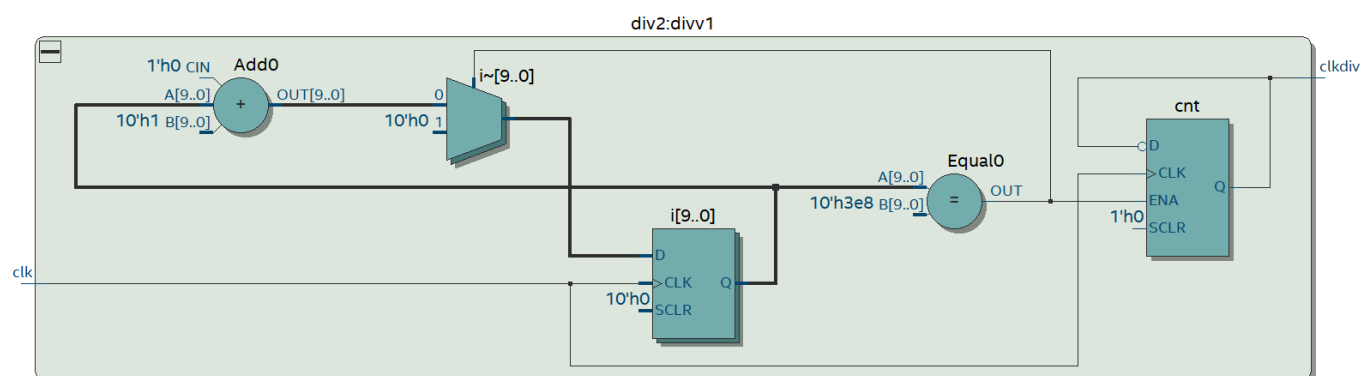 div2:divv1
1'h0 CIN
Add0
A[9..0]
OUT[9..0]
10'h1 B[9..0]
+
i~[9..0]
0
10'h0 1
clkdiv
cnt
D
CLK
ENA
Q
1'h0 SCLR
Equal0
A[9..0]
10'h3e8 B[9..0]
=
OUT
i[9..0]
D
clk
CLK
Q
10'h0 SCLR